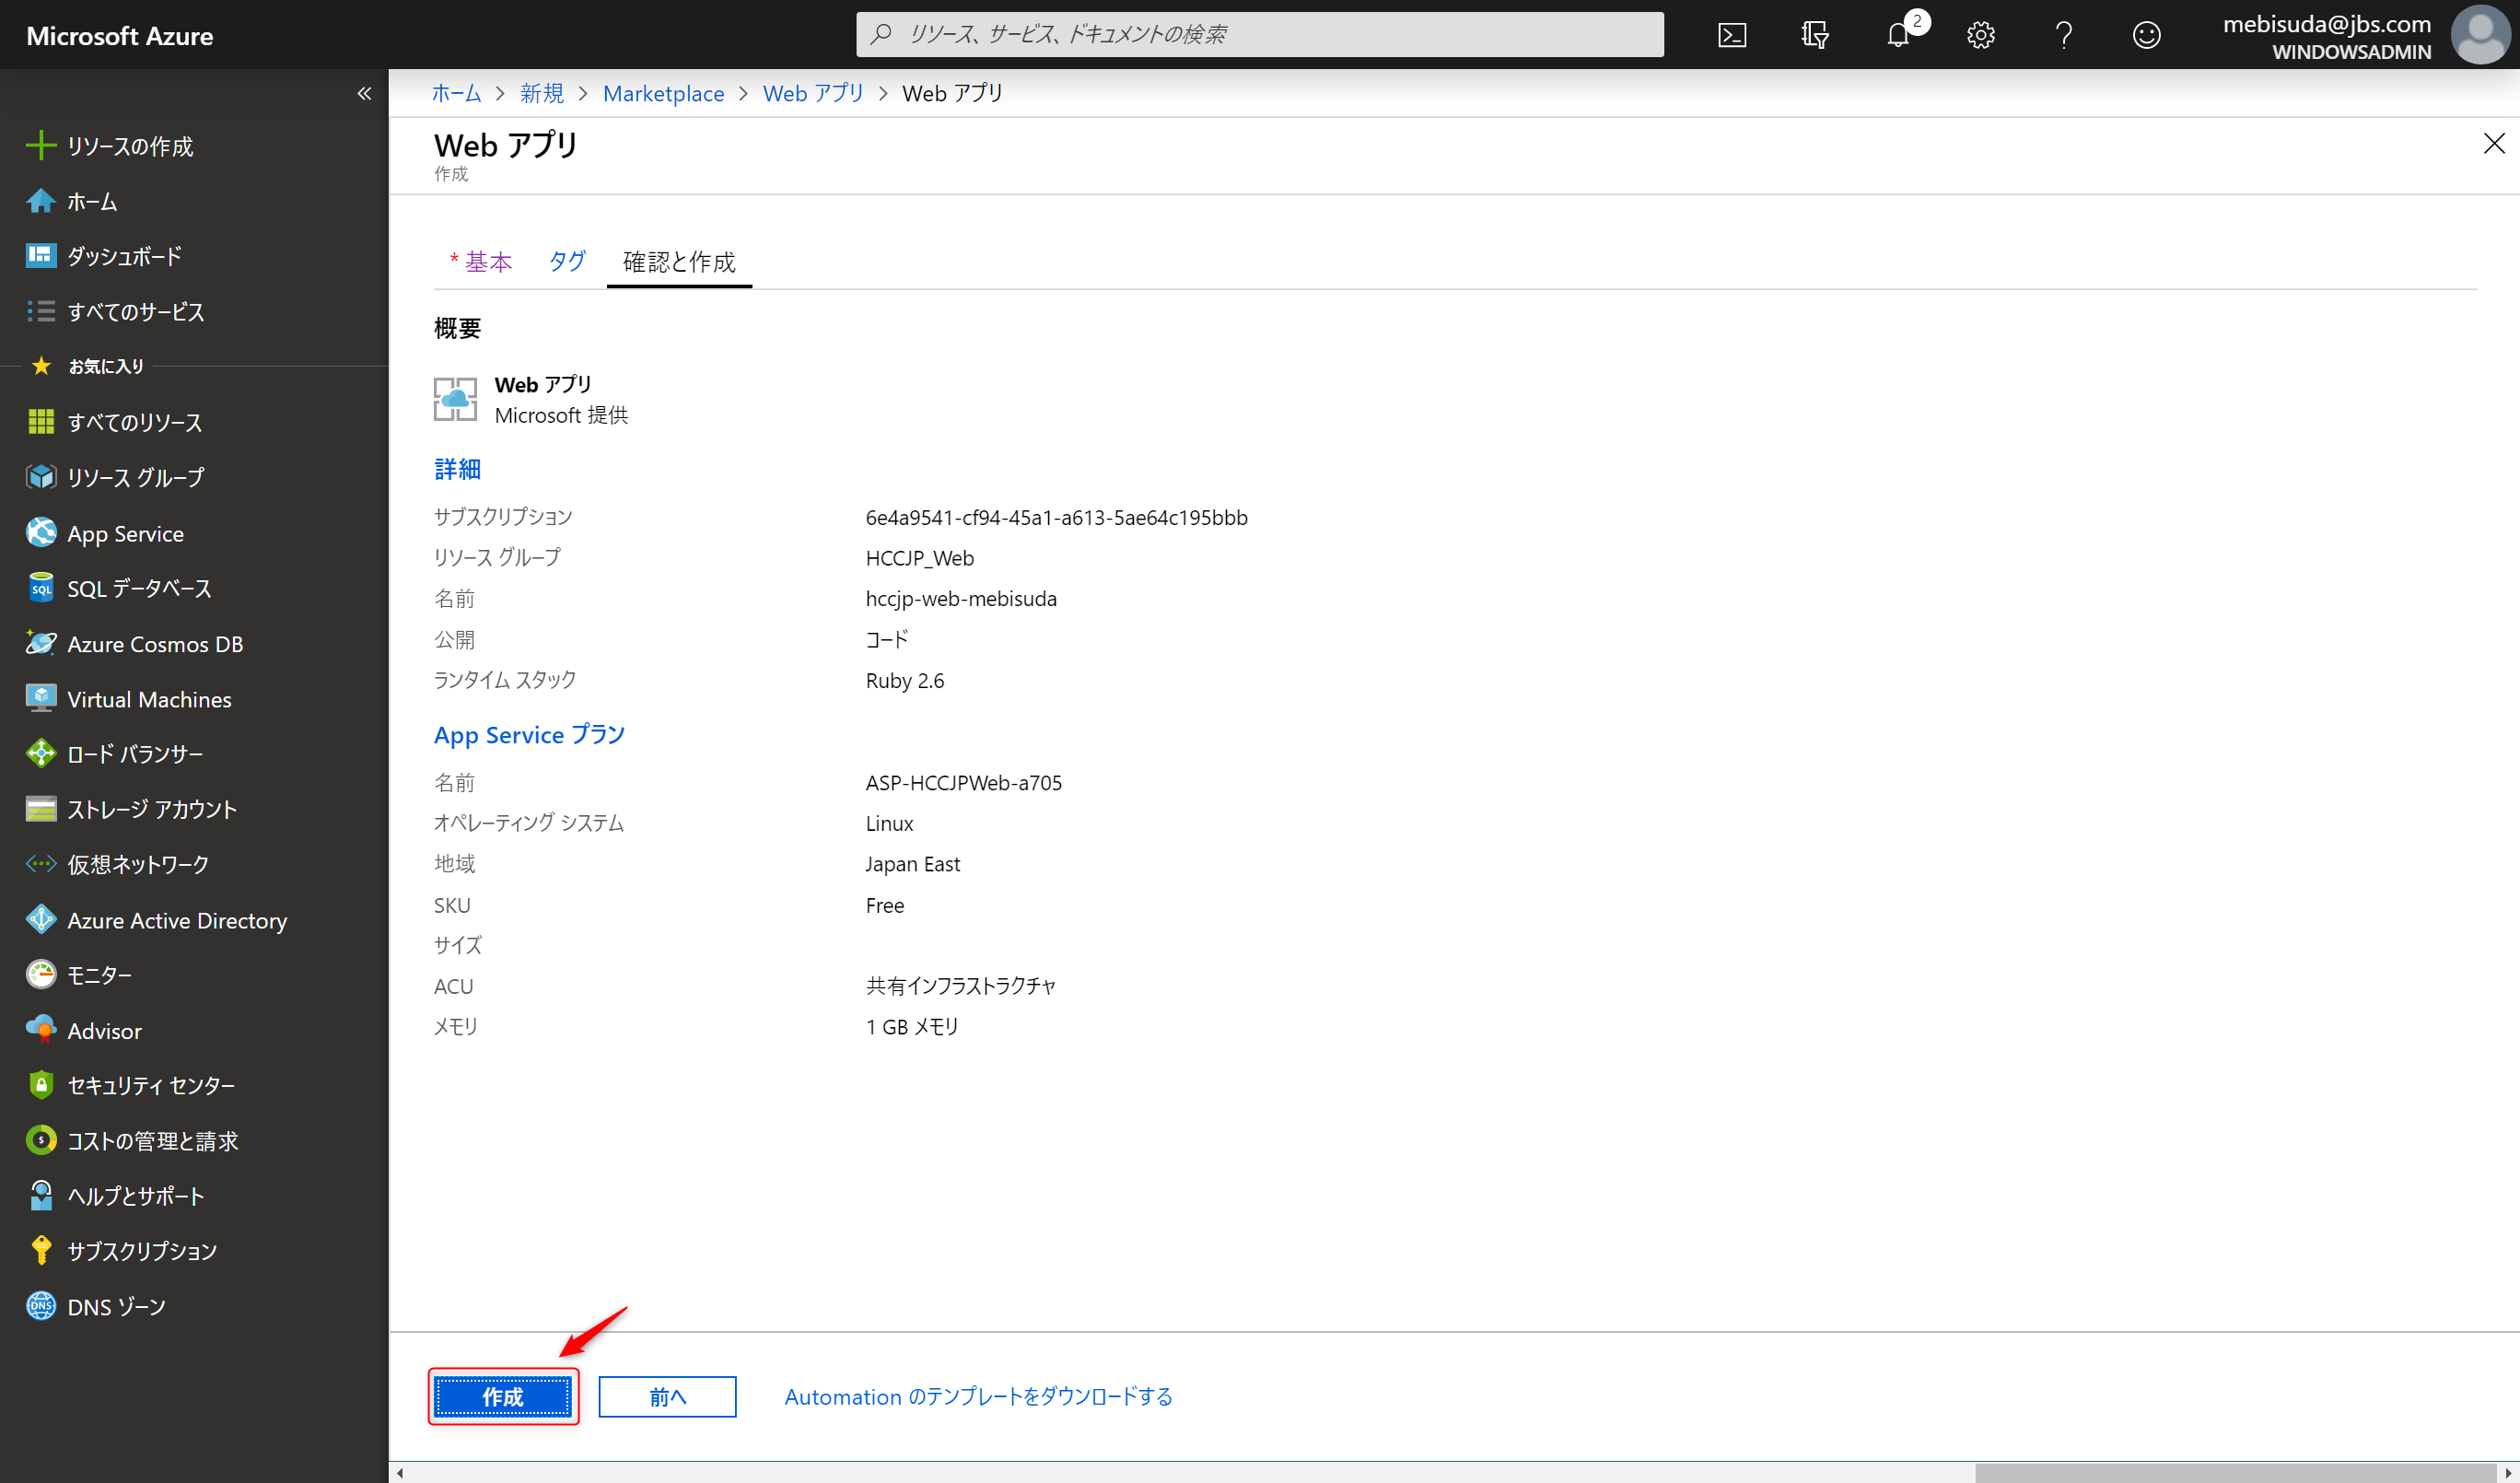 Microsoft Azure
リソース、サービス、ドキュメントの検索
2
mebisuda@jbs.com
WINDOWSADMIN
リソースの作成
ホーム
ダッシュボード
すべてのサービス
お気に入り
すべてのリソース
リソース グループ
App Service
SQL
SQL データベース
Azure Cosmos DB
Virtual Machines
ロード バランサー
ストレージ アカウント
仮想ネットワーク
Azure Active Directory
モニター
Advisor
セキュリティ センター
コストの管理と請求
ヘルプとサポート
サブスクリプション
DNS
DNS ゾーン
ホーム > 新規 > Marketplace > Web アプリ > Web アプリ
Web アプリ
作成
* 基本 タグ 確認と作成
概要
Web アプリ
Microsoft 提供
詳細
サブスクリプション 6e4a9541-cf94-45a1-a613-5ae64c195bbb
リソース グループ HCCJP_Web
名前 hccjp-web-mebisuda
公開 コード
ランタイム スタック Ruby 2.6
App Service プラン
名前 ASP-HCCJPWeb-a705
オペレーティング システム Linux
地域 Japan East
SKU Free
サイズ
ACU 共有インフラストラクチャ
メモリ 1 GB メモリ
作成 前へ Automation のテンプレートをダウンロードする